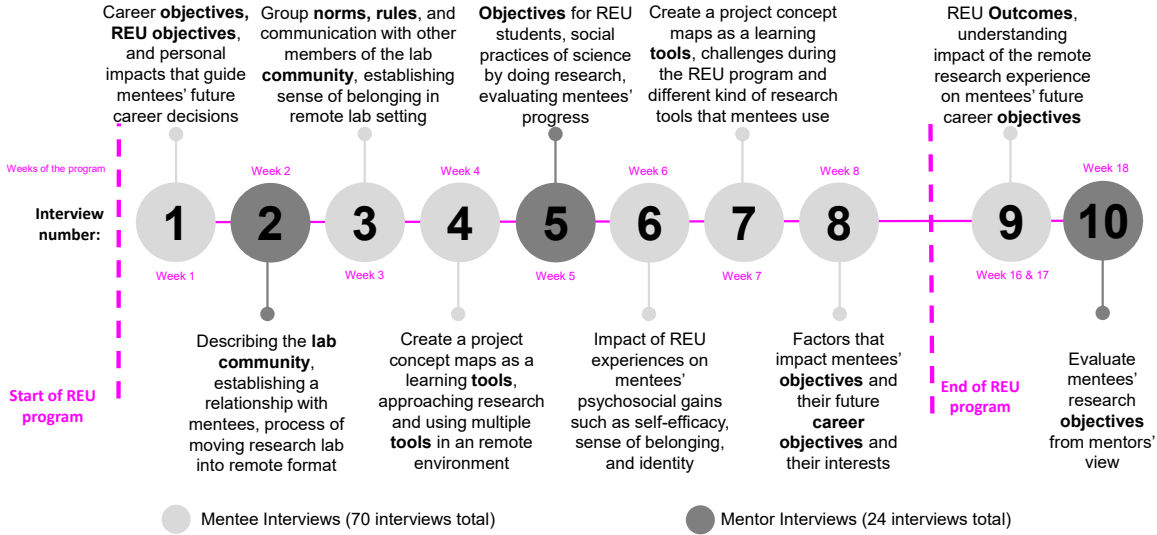 Career objectives,
REU objectives,
and personal
impacts that guide
mentees' future
career decisions
Group norms, rules, and
communication with other
members of the lab
community, establishing
sense of belonging in
remote lab setting
Objectives for REU
students, social
practices of science
by doing research,
evaluating mentees'
progress
Create a project concept
maps as a learning
tools, challenges during
the REU program and
different kind of research
tools that mentees use
REU Outcomes,
understanding
impact of the remote
research experience
on mentees' future
career objectives
Weeks of the program
Week 2
Week 4
Week 6
Week 8
Week 18
Interview
number:
1
2
3
4
5
6
7
8
9
10
Week 1
Week 3
Week 5
Week 7
Week 16 & 17
Start of REU
program
Describing the lab
community,
establishing a
relationship with
mentees, process of
moving research lab
into remote format
Create a project
concept maps as a
learning tools,
approaching research
and using multiple
tools in an remote
environment
Impact of REU
experiences on
mentees'
psychosocial gains
such as self-efficacy,
sense of belonging,
and identity
Factors that
impact mentees'
objectives and
their future
career
objectives and
their interests
End of REU
program
Evaluate
mentees'
research
objectives
from mentors'
view
Mentee Interviews (70 interviews total)
Mentor Interviews (24 interviews total)